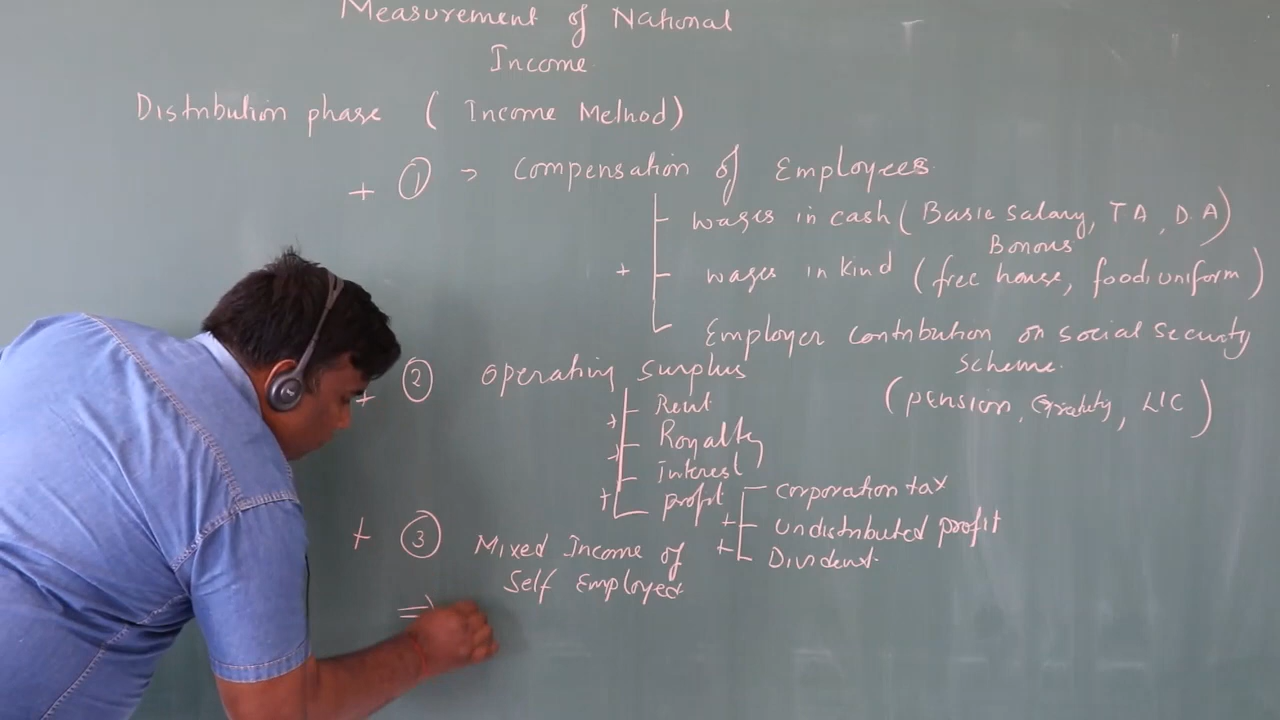 Measurement of National
Income
Distribution phase ( Income Method)
+ ① → Compensation of Employees
wages in cash ( Basic Salary, TA, D.A)
Bonous
+ wages in kind ( free house, food, uniform )
Employer contribution on social security
scheme.
( pension, Gratuity, LIC )
+ ② operating surplus
Rent
+ Royalty
+ interest
+ profit
corporation tax
+ undistributed profit
+ Dividend
+ ③ Mixed Income of
Self Employed
⇒